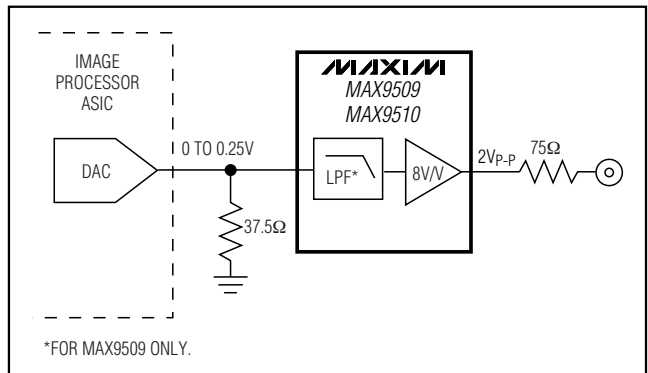 IMAGE
PROCESSOR
ASIC
DAC
0 TO 0.25V
37.5Ω
MAXIM
MAX9509
MAX9510
LPF*
8V/V
2VP-P
75Ω
*FOR MAX9509 ONLY.